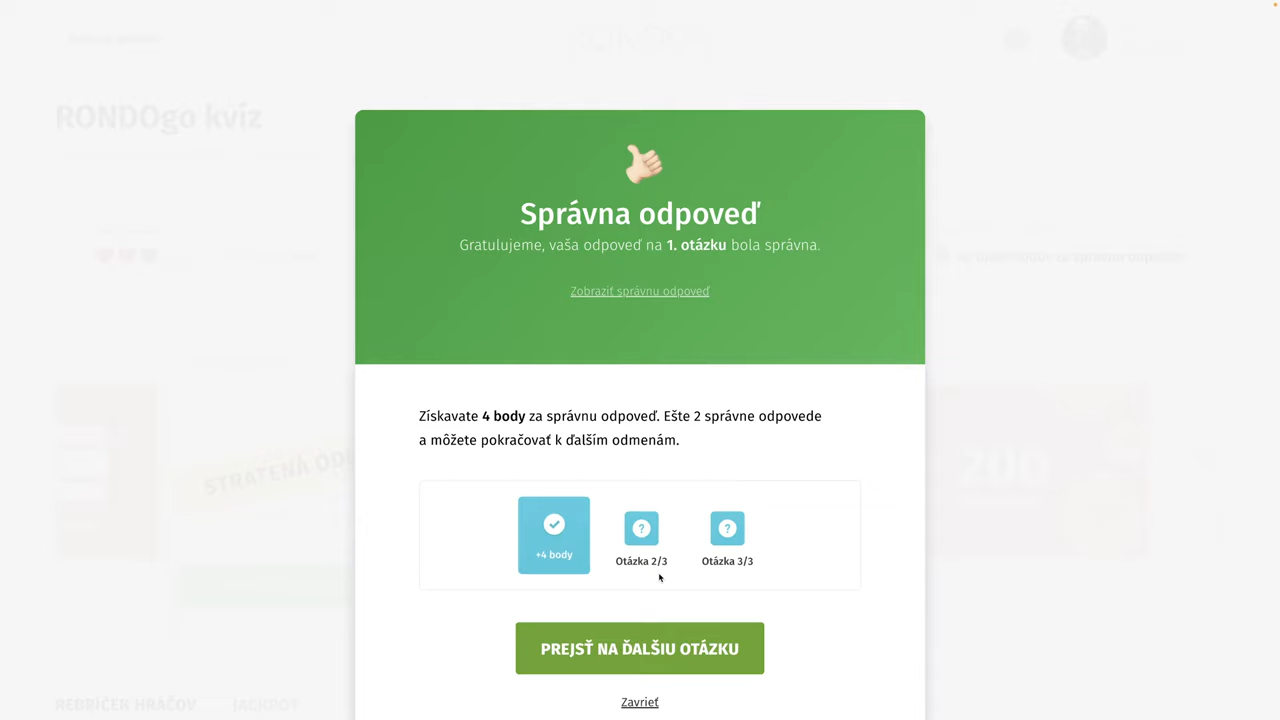 RONDOgo kvíz
Správna odpoveď
Gratulujeme, vaša odpoveď na 1. otázku bola správna.
Zobraziť správnu odpoveď
Získavate 4 body za správnu odpoveď. Ešte 2 správne odpovede
a môžete pokračovať k ďalším odmenám.
STRATENÁ
200
+4 body
Otázka 2/3
Otázka 3/3
PREJSŤ NA ĎALŠIU OTÁZKU
Zavrieť
REBRÍČEK HRÁČOV
JACKPOT